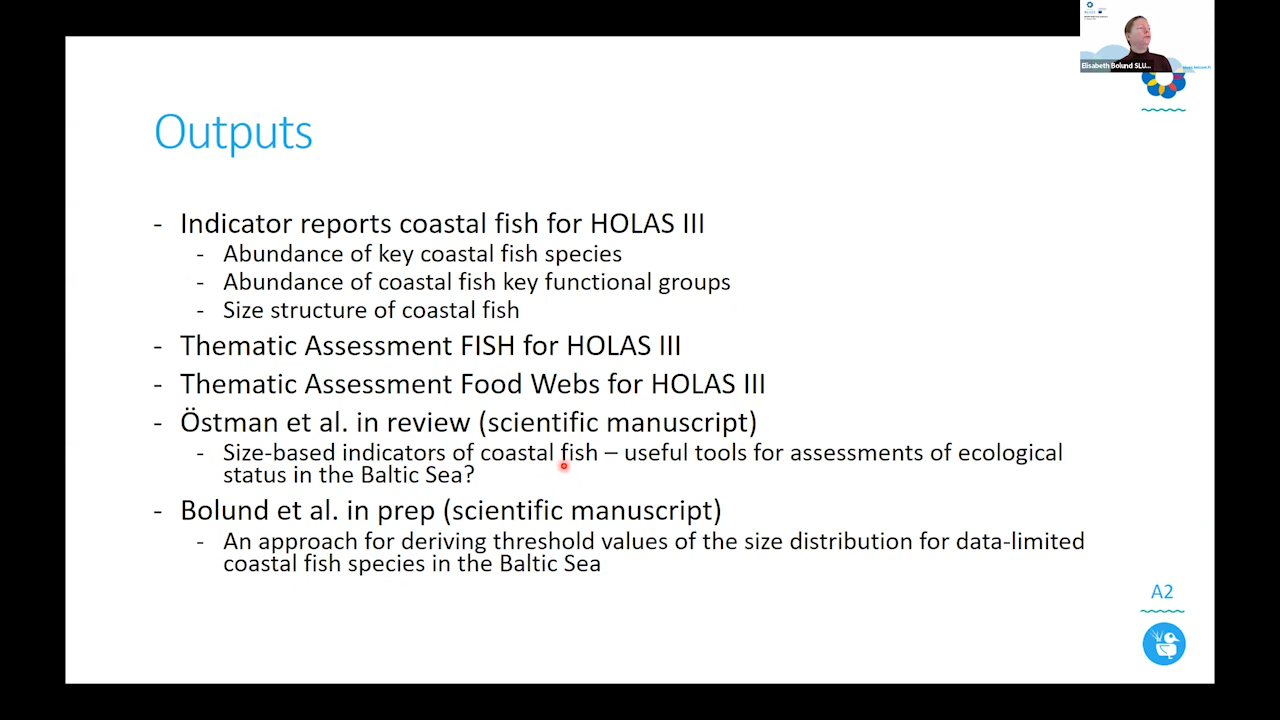 Elisabeth Bolund SLU...
Outputs
- Indicator reports coastal fish for HOLAS III
- Abundance of key coastal fish species
- Abundance of coastal fish key functional groups
- Size structure of coastal fish
- Thematic Assessment FISH for HOLAS III
- Thematic Assessment Food Webs for HOLAS III
- Östman et al. in review (scientific manuscript)
- Size-based indicators of coastal fish – useful tools for assessments of ecological
status in the Baltic Sea?
- Bolund et al. in prep (scientific manuscript)
- An approach for deriving threshold values of the size distribution for data-limited
coastal fish species in the Baltic Sea
A2